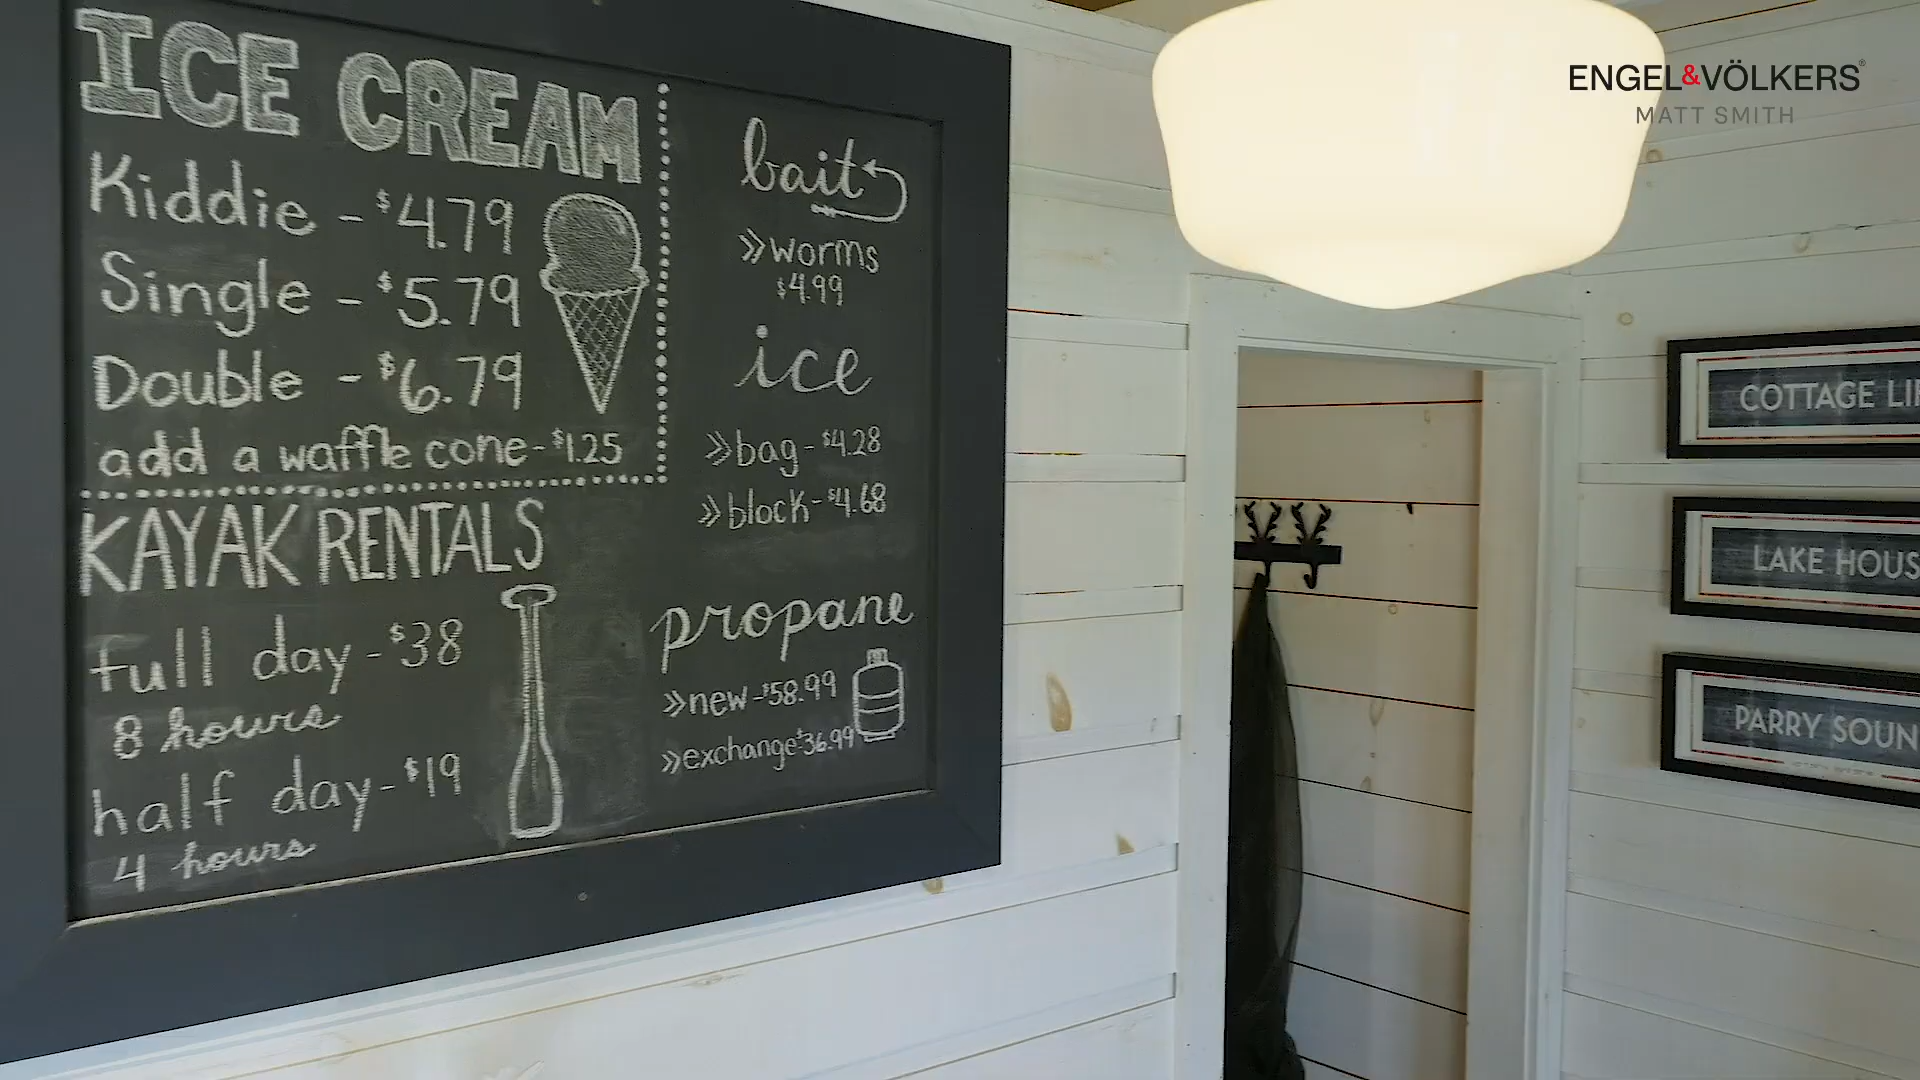 ICE CREAM
Kiddie - $4.79
Single - $5.79
Double - $6.79
add a waffle cone - $1.25
KAYAK RENTALS
full day - $38
8 hours
half day - $19
4 hours
bait
»worms
$4.99
ice
»bag - $4.28
»block - $4.68
propane
»new - $58.99
»exchange $36.99
ENGEL&VÖLKERS®
MATT SMITH
COTTAGE LI
LAKE HOUS
PARRY SOUN